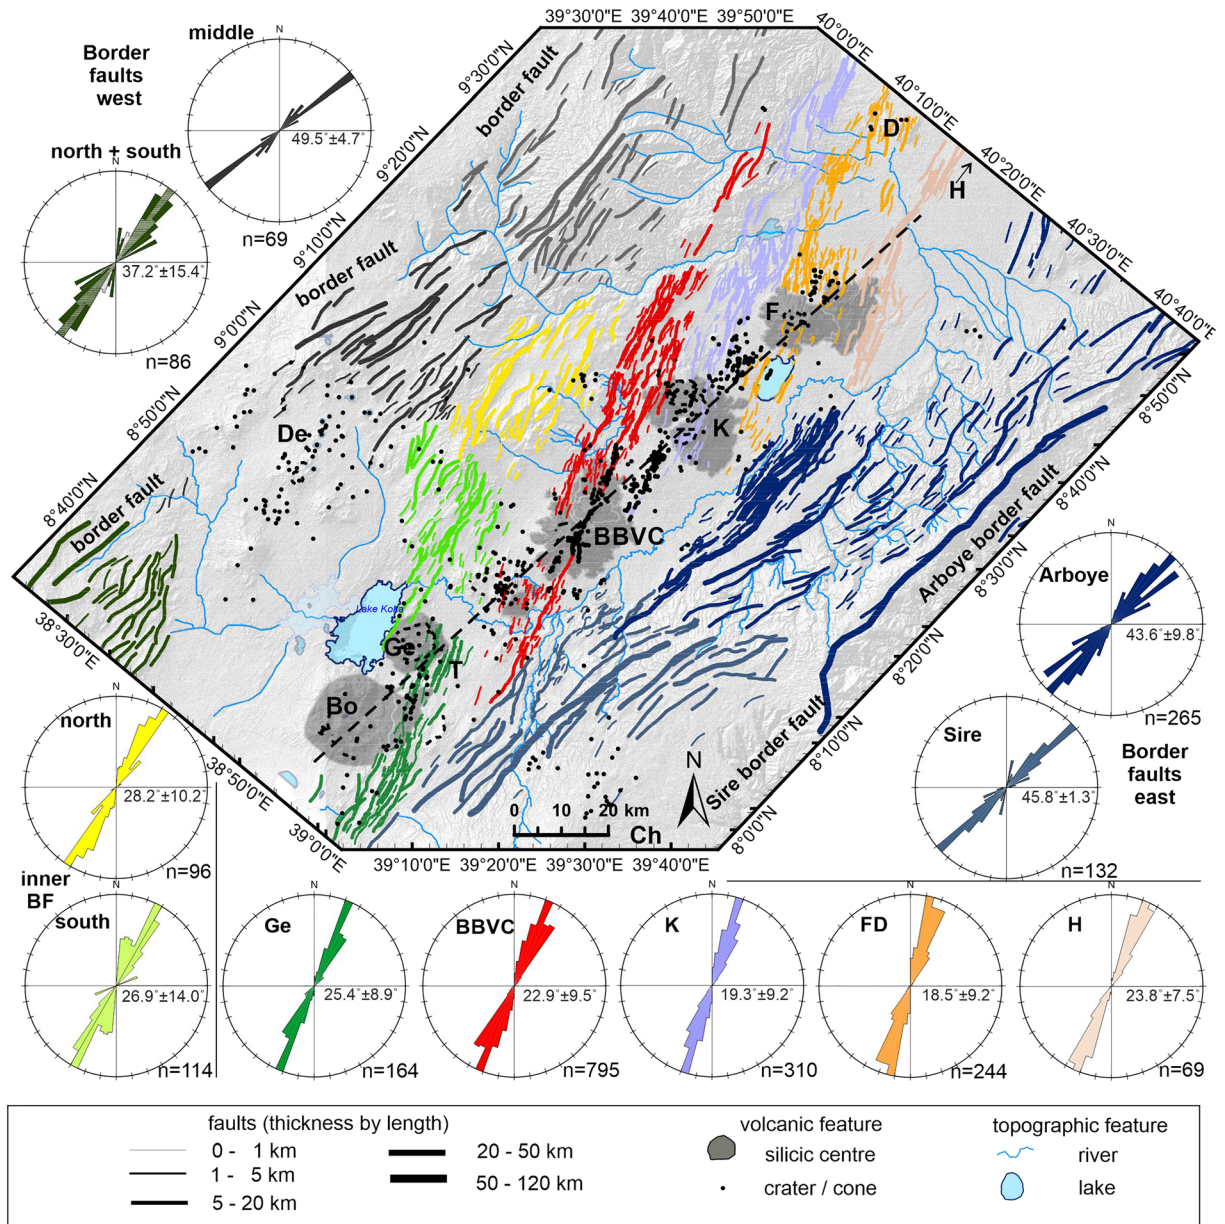 39°30'0"E
39°40'0"E
39°50'0"E
40°0'0"E
40°10'0"E
40°20'0"E
40°30'0"E
40°40'0"E
9°30'0"N
9°20'0"N
9°10'0"N
9°0'0"N
8°50'0"N
8°40'0"N
38°30'0"E
38°40'0"E
38°50'0"E
39°0'0"E
39°10'0"E
39°20'0"E
39°30'0"E
39°40'0"E
8°0'0"N
8°10'0"N
8°20'0"N
8°30'0"N
8°40'0"N
8°50'0"N
Border
faults
west
middle
N
49.5°±4.7°
n=69
north + south
N
37.2°±15.4°
n=86
border fault
border fault
border fault
D
H
F
K
De
BBVC
Lake Koka
Ge
T
Bo
Ch
Arboye border fault
Sire border fault
N
0 10 20 km
N
Arboye
43.6°±9.8°
n=265
N
Sire
45.8°±1.3°
n=132
Border
faults
east
N
north
28.2°±10.2°
n=96
inner
BF
N
south
26.9°±14.0°
n=114
N
Ge
25.4°±8.9°
n=164
N
BBVC
22.9°±9.5°
n=795
N
K
19.3°±9.2°
n=310
N
FD
18.5°±9.2°
n=244
N
H
23.8°±7.5°
n=69
faults (thickness by length)
0 - 1 km
1 - 5 km
5 - 20 km
20 - 50 km
50 - 120 km
volcanic feature
silicic centre
crater / cone
topographic feature
river
lake